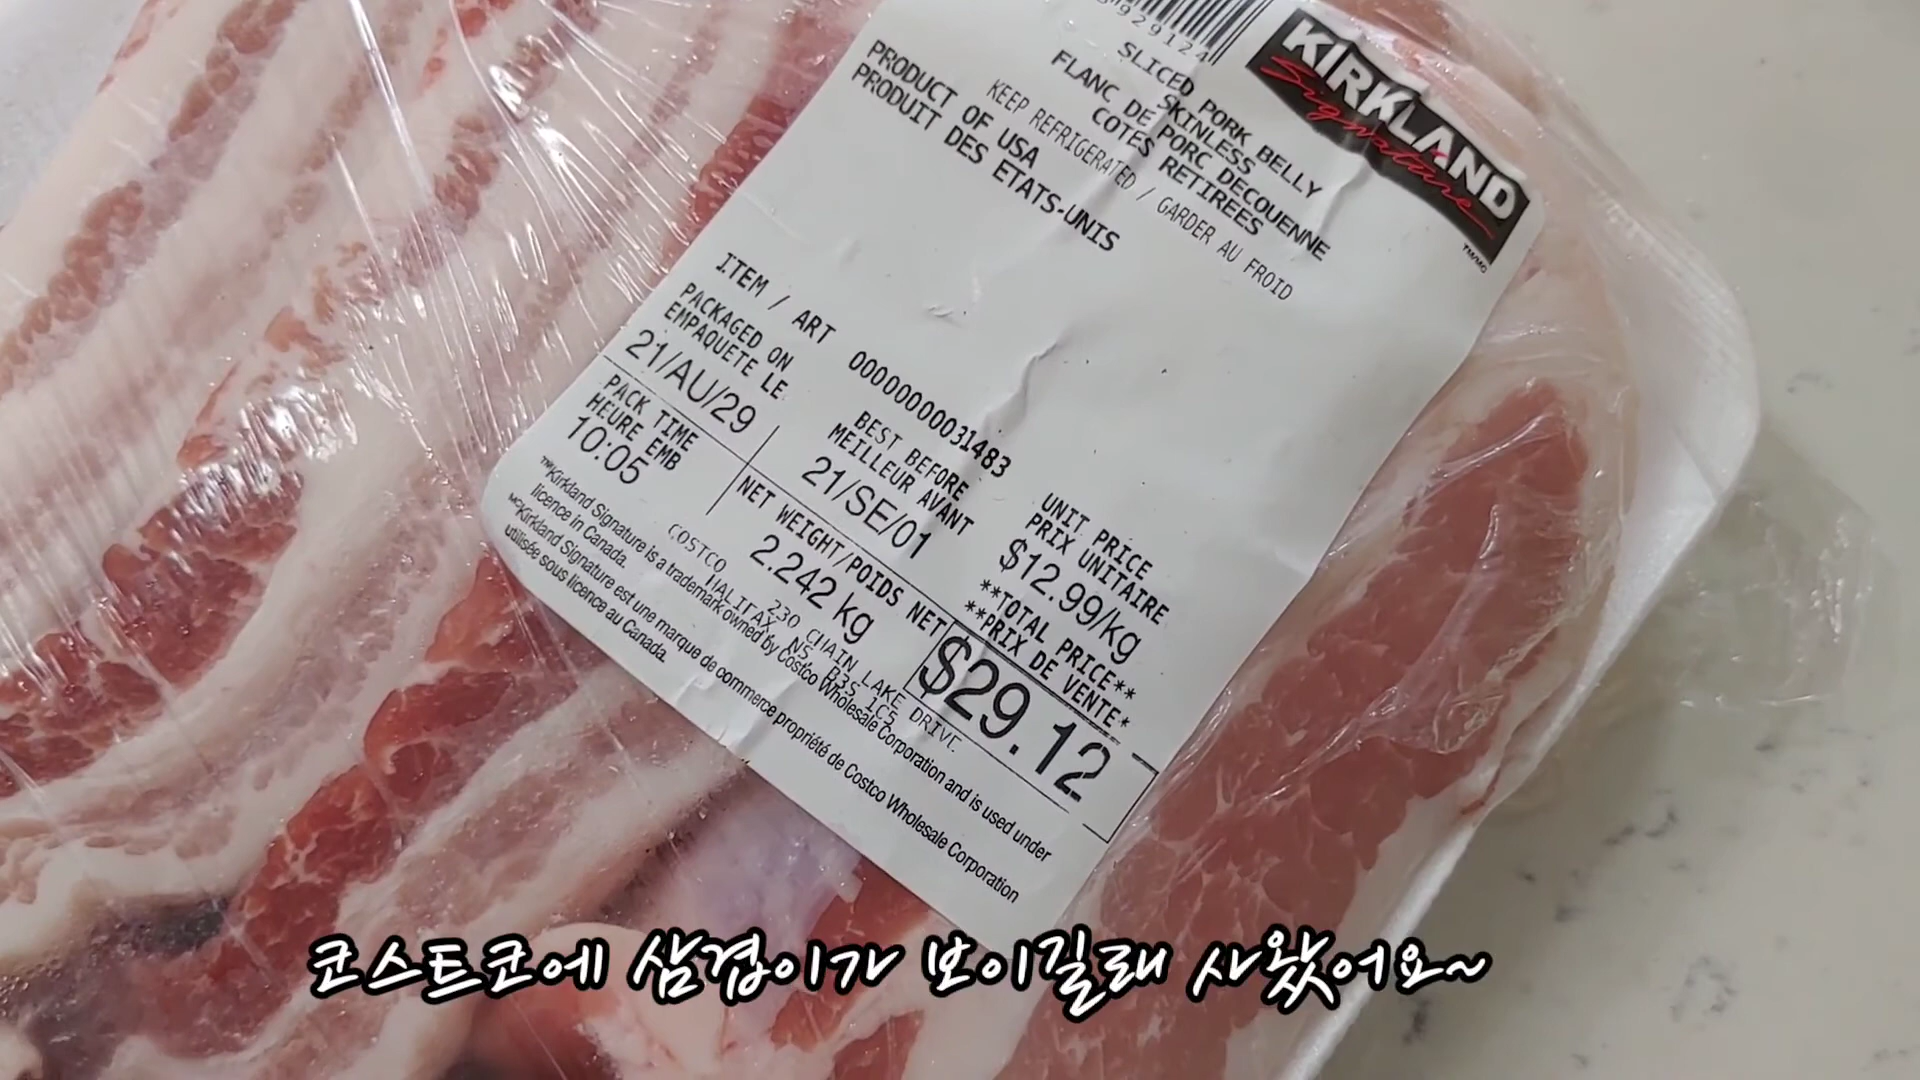 KIRKLAND
Signature
TM/MC
SLICED PORK BELLY
SKINLESS
FLANC DE PORC DECOUENNE
COTES RETIREES
KEEP REFRIGERATED / GARDER AU FROID
PRODUCT OF USA
PRODUIT DES ETATS-UNIS
ITEM / ART 0000000031483
PACKAGED ON
EMPAQUETE LE
21/AU/29
BEST BEFORE
MEILLEUR AVANT
21/SE/01
UNIT PRICE
PRIX UNITAIRE
$12.99/kg
PACK TIME
HEURE EMB
10:05
NET WEIGHT/POIDS NET
2.242 kg
**TOTAL PRICE**
**PRIX DE VENTE*
$29.12
COSTCO 230 CHAIN LAKE DRIVE
HALIFAX NS B3S 1C5
™Kirkland Signature is a trademark owned by Costco Wholesale Corporation and is used under
licence in Canada.
MCKirkland Signature est une marque de commerce propriété de Costco Wholesale Corporation
utilisée sous licence au Canada.
코스트코에 삼겹이가 보이길래 사왔어요~